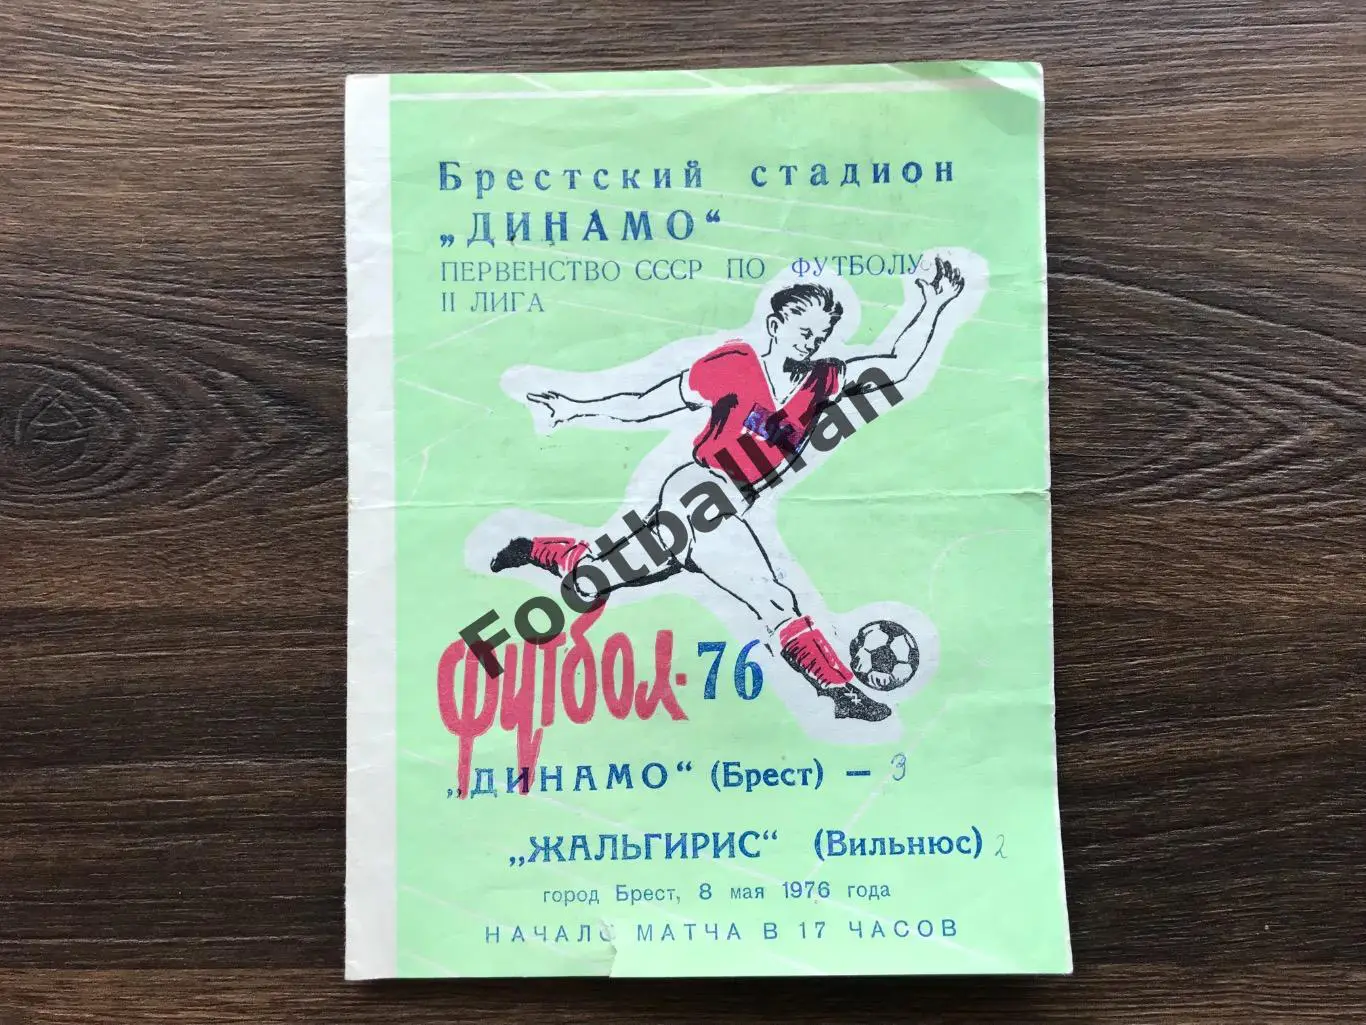 Брестский стадион
„ДИНАМО“
ПЕРВЕНСТВО СССР ПО ФУТБОЛУ
II ЛИГА
Footballfan
футбол-76
„ДИНАМО“ (Брест) — 3
„ЖАЛЬГИРИС“ (Вильнюс) 2
город Брест, 8 мая 1976 года
НАЧАЛО МАТЧА В 17 ЧАСОВ